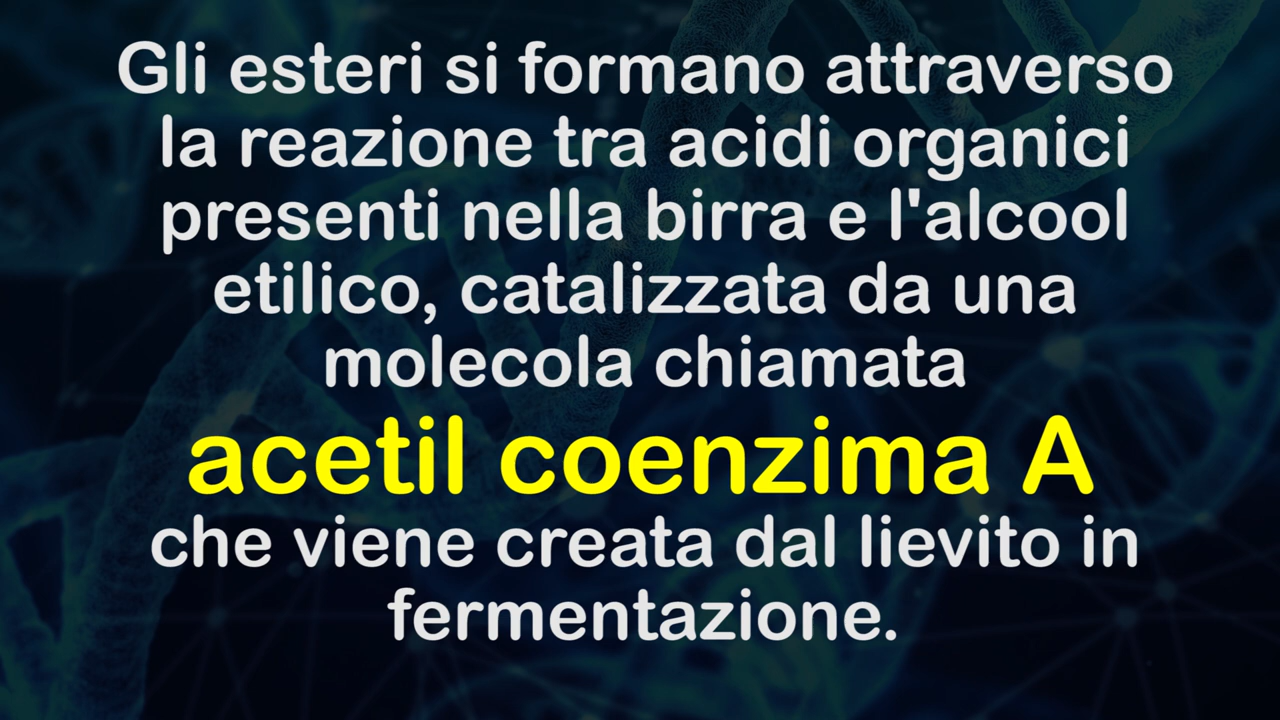 Gli esteri si formano attraverso
la reazione tra acidi organici
presenti nella birra e l'alcool
etilico, catalizzata da una
molecola chiamata
acetil coenzima A
che viene creata dal lievito in
fermentazione.